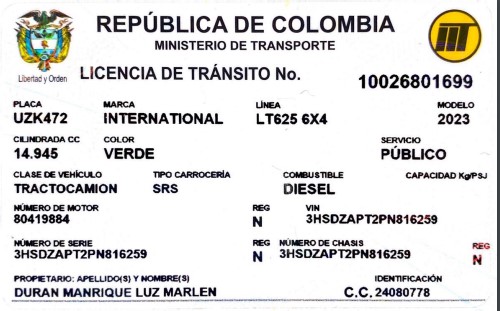 REPÚBLICA DE COLOMBIA
MINISTERIO DE TRANSPORTE
Libertad y Orden
LICENCIA DE TRÁNSITO No. 10026801699
PLACA MARCA LÍNEA MODELO
UZK472 INTERNATIONAL LT625 6X4 2023
CILINDRADA CC COLOR SERVICIO
14.945 VERDE PÚBLICO
CLASE DE VEHÍCULO TIPO CARROCERÍA COMBUSTIBLE CAPACIDAD Kg/PSJ
TRACTOCAMION SRS DIESEL
NÚMERO DE MOTOR REG VIN
80419884 N 3HSDZAPT2PN816259
NÚMERO DE SERIE REG NÚMERO DE CHASIS REG
3HSDZAPT2PN816259 N 3HSDZAPT2PN816259 N
PROPIETARIO: APELLIDO(S) Y NOMBRE(S) IDENTIFICACIÓN
DURAN MANRIQUE LUZ MARLEN C.C. 24080778